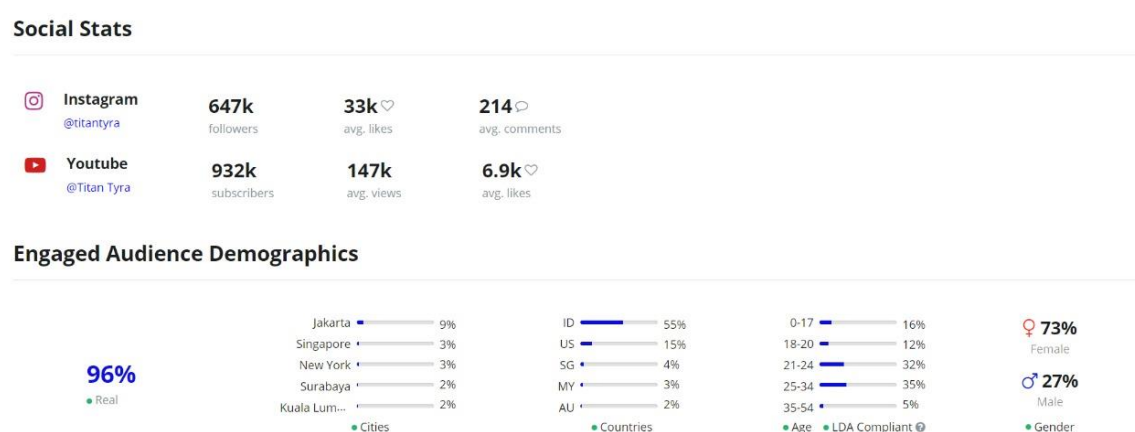 Social Stats
Instagram
@titantyra
647k
followers
33k
avg. likes
214
avg. comments
Youtube
@Titan Tyra
932k
subscribers
147k
avg. views
6.9k
avg. likes
Engaged Audience Demographics
96%
Real
Jakarta 9%
Singapore 3%
New York 3%
Surabaya 2%
Kuala Lum... 2%
Cities
ID 55%
US 15%
SG 4%
MY 3%
AU 2%
Countries
0-17 16%
18-20 12%
21-24 32%
25-34 35%
35-54 5%
Age LDA Compliant ?
73%
Female
27%
Male
Gender